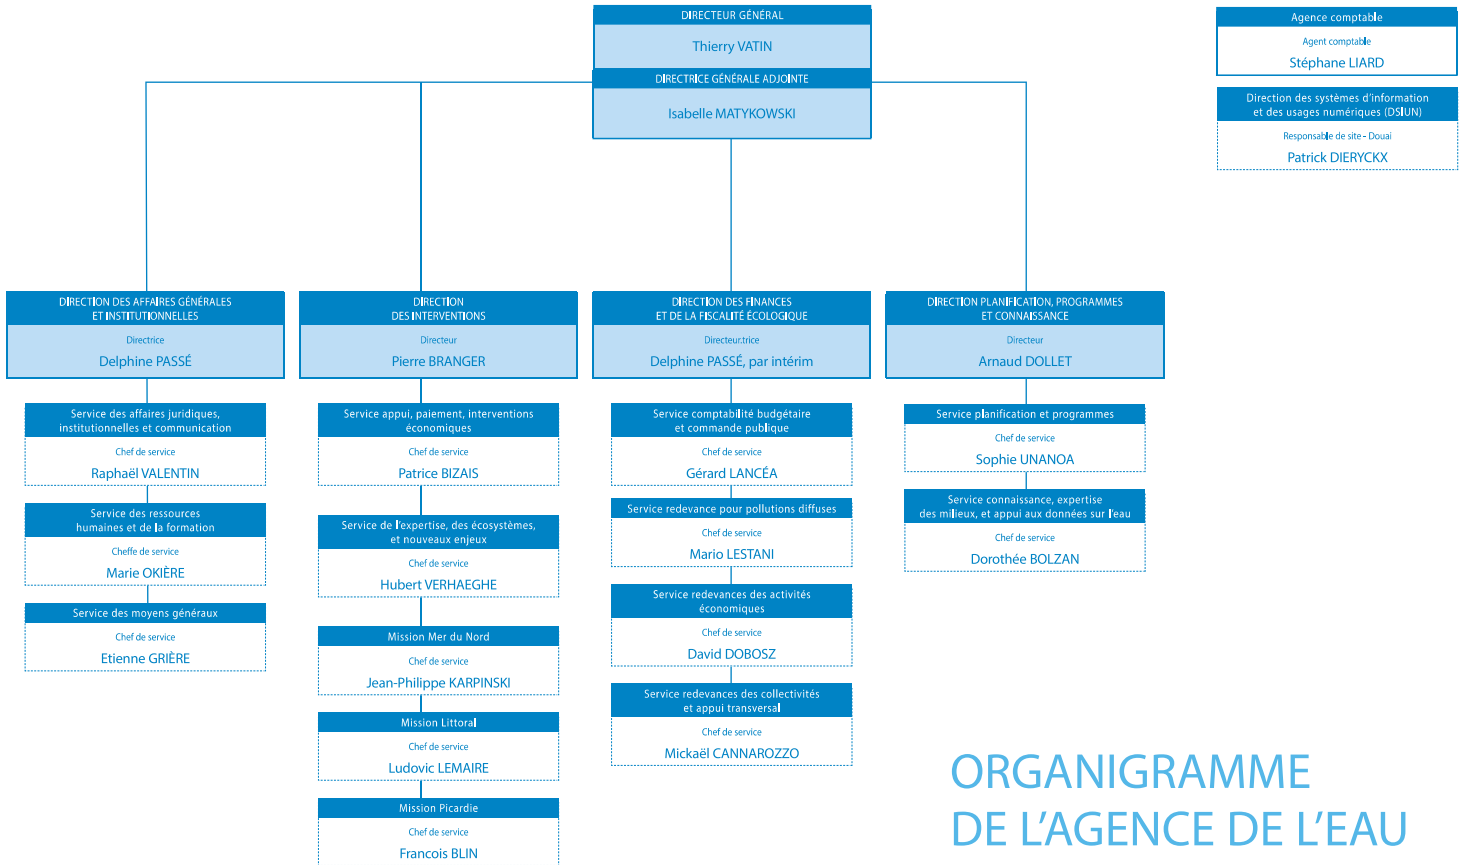 DIRECTEUR GÉNÉRAL
Thierry VATIN
DIRECTRICE GÉNÉRALE ADJOINTE
Isabelle MATYKOWSKI
Agence comptable
Agent comptable
Stéphane LIARD
Direction des systèmes d'information
et des usages numériques (DSIUN)
Responsable de site - Douai
Patrick DIERYCKX
DIRECTION DES AFFAIRES GÉNÉRALES
ET INSTITUTIONNELLES
Directrice
Delphine PASSÉ
Service des affaires juridiques,
institutionnelles et communication
Chef de service
Raphaël VALENTIN
Service des ressources
humaines et de la formation
Cheffe de service
Marie OKIÈRE
Service des moyens généraux
Chef de service
Etienne GRIÈRE
DIRECTION
DES INTERVENTIONS
Directeur
Pierre BRANGER
Service appui, paiement, interventions
économiques
Chef de service
Patrice BIZAIS
Service de l'expertise, des écosystèmes,
et nouveaux enjeux
Chef de service
Hubert VERHAEGHE
Mission Mer du Nord
Chef de service
Jean-Philippe KARPINSKI
Mission Littoral
Chef de service
Ludovic LEMAIRE
Mission Picardie
Chef de service
Francois BLIN
DIRECTION DES FINANCES
ET DE LA FISCALITÉ ÉCOLOGIQUE
Directeur.trice
Delphine PASSÉ, par intérim
Service comptabilité budgétaire
et commande publique
Chef de service
Gérard LANCÉA
Service redevance pour pollutions diffuses
Chef de service
Mario LESTANI
Service redevances des activités
économiques
Chef de service
David DOBOSZ
Service redevances des collectivités
et appui transversal
Chef de service
Mickaël CANNAROZZO
DIRECTION PLANIFICATION, PROGRAMMES
ET CONNAISSANCE
Directeur
Arnaud DOLLET
Service planification et programmes
Chef de service
Sophie UNANOA
Service connaissance, expertise
des milieux, et appui aux données sur l'eau
Chef de service
Dorothée BOLZAN
ORGANIGRAMME
DE L'AGENCE DE L'EAU